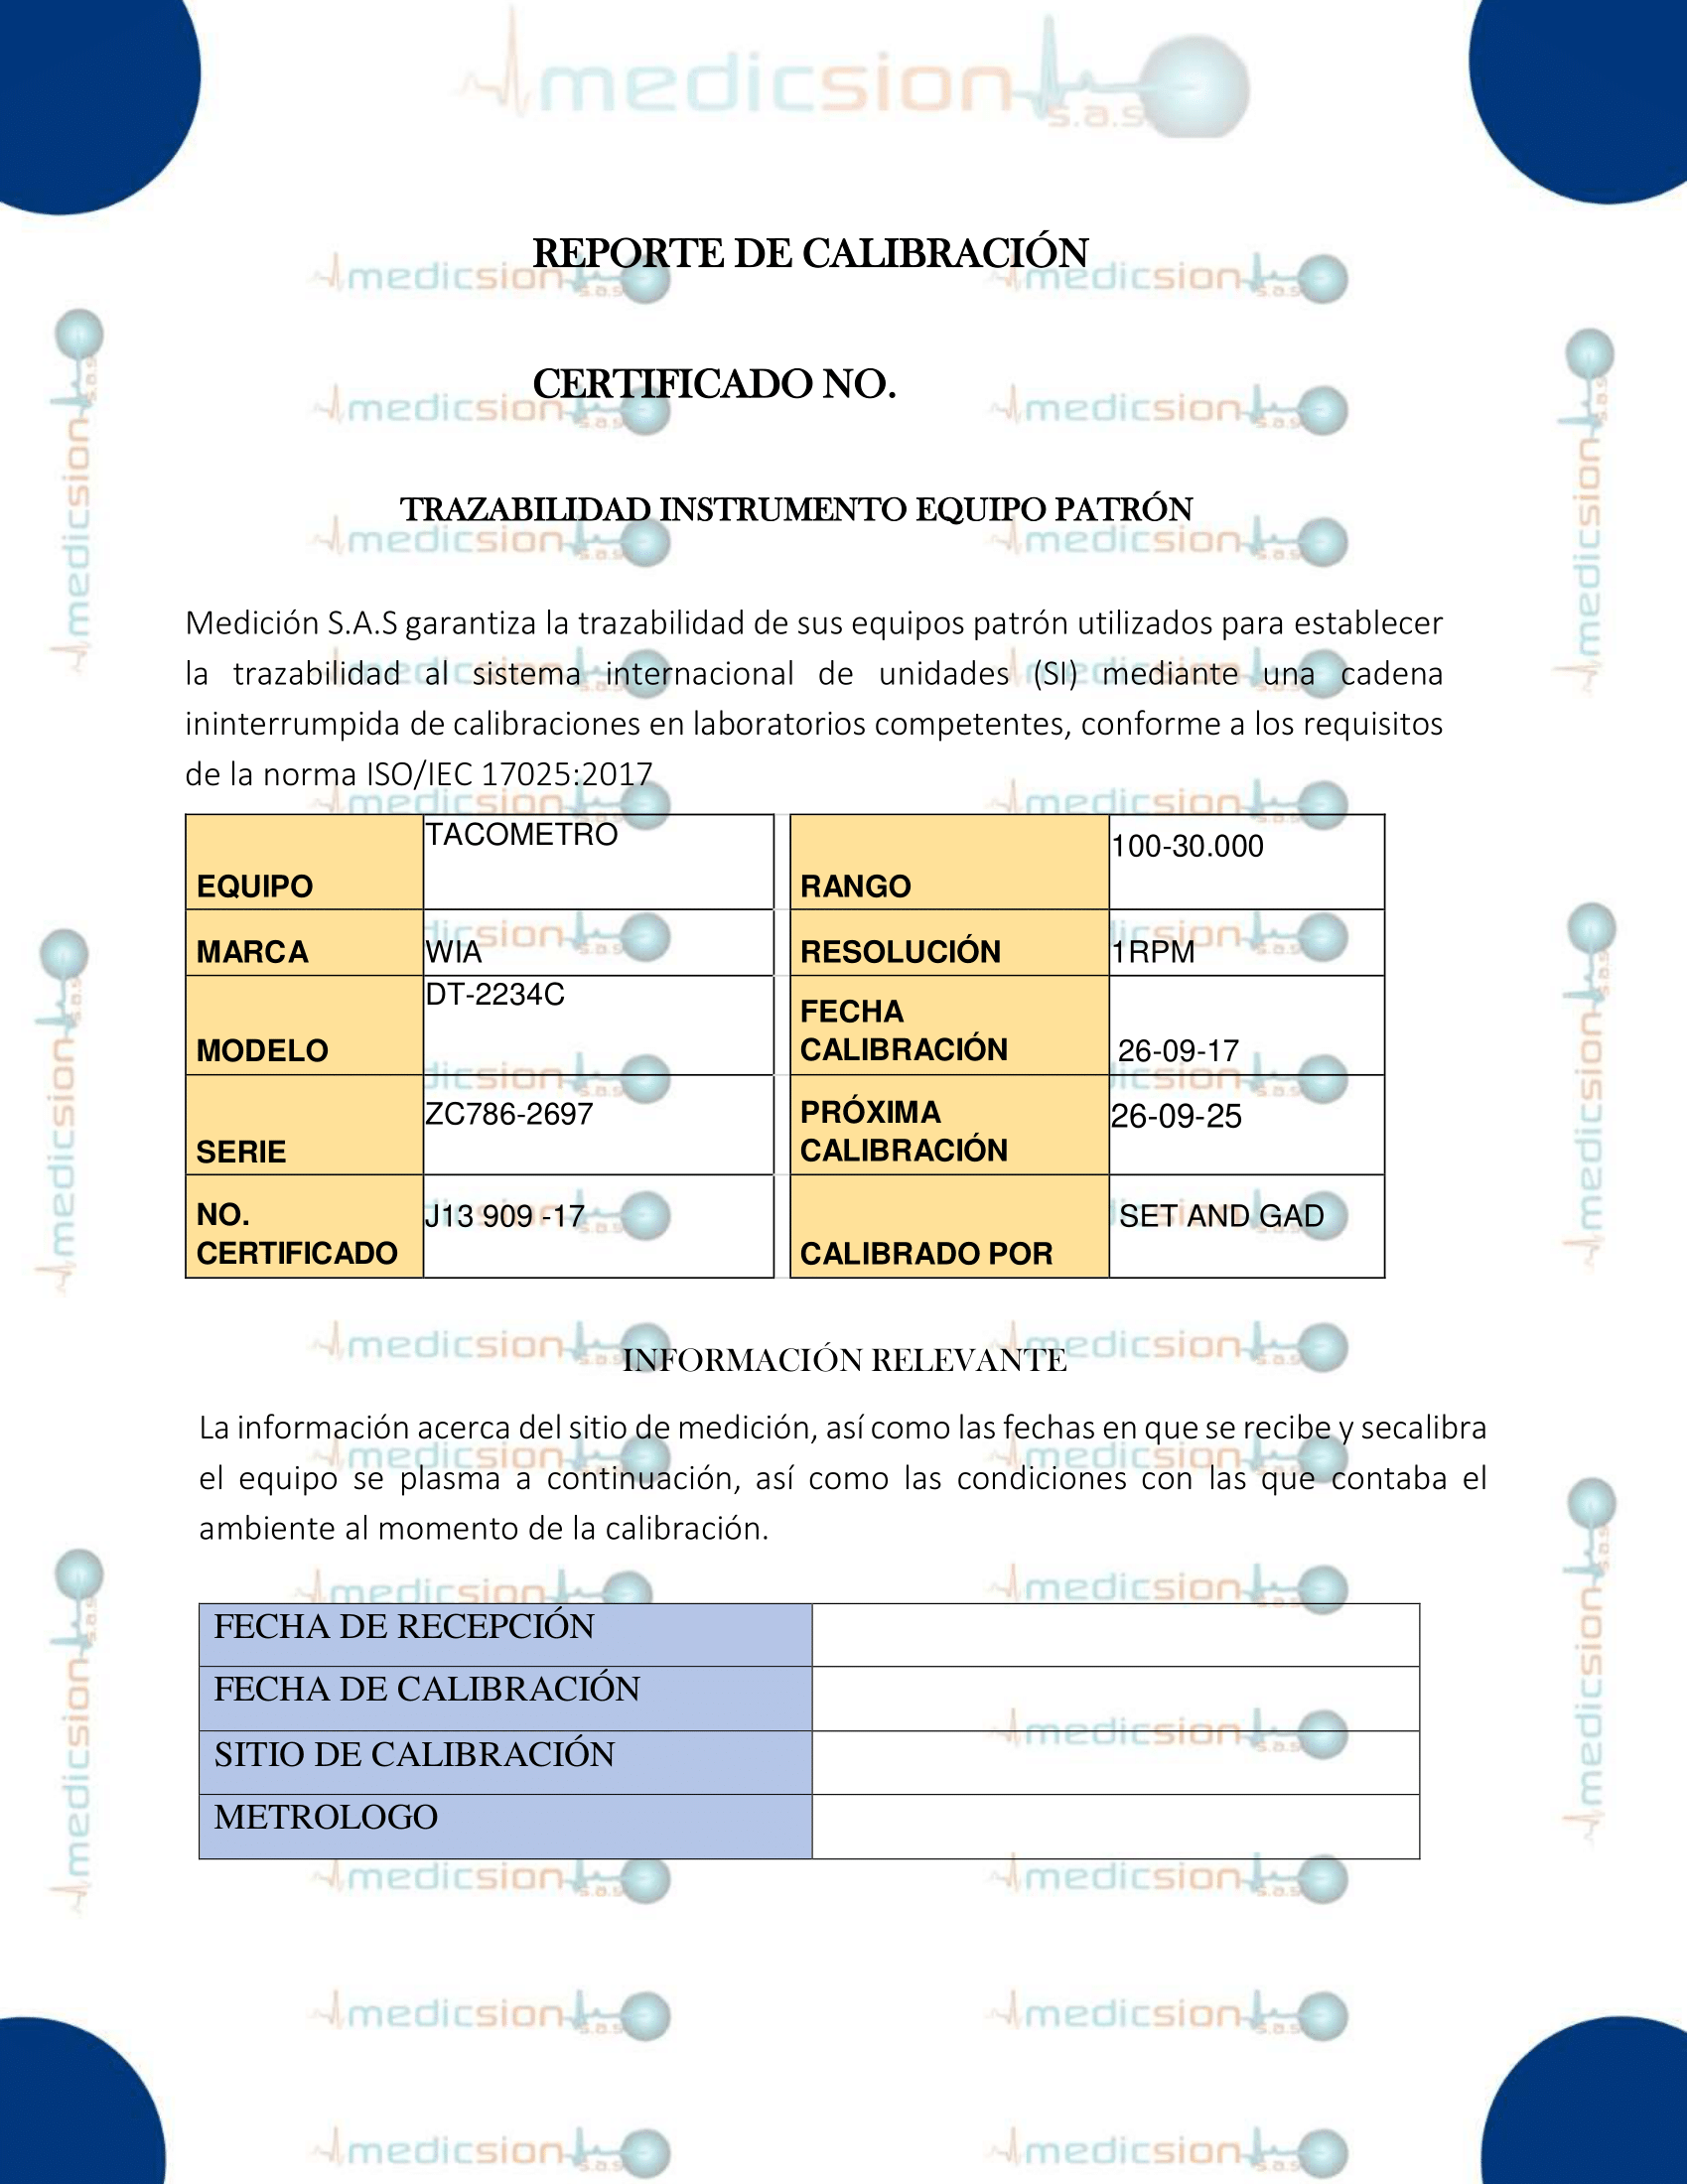 medicsion s.a.s
REPORTE DE CALIBRACIÓN
CERTIFICADO NO.
TRAZABILIDAD INSTRUMENTO EQUIPO PATRÓN
Medición S.A.S garantiza la trazabilidad de sus equipos patrón utilizados para establecer
la trazabilidad al sistema internacional de unidades (SI) mediante una cadena
ininterrumpida de calibraciones en laboratorios competentes, conforme a los requisitos
de la norma ISO/IEC 17025:2017
EQUIPO TACOMETRO RANGO 100-30.000
MARCA WIA RESOLUCIÓN 1RPM
MODELO DT-2234C FECHA CALIBRACIÓN 26-09-17
SERIE ZC786-2697 PRÓXIMA CALIBRACIÓN 26-09-25
NO. CERTIFICADO J13 909 -17 CALIBRADO POR SET AND GAD
INFORMACIÓN RELEVANTE
La información acerca del sitio de medición, así como las fechas en que se recibe y secalibra
el equipo se plasma a continuación, así como las condiciones con las que contaba el
ambiente al momento de la calibración.
FECHA DE RECEPCIÓN
FECHA DE CALIBRACIÓN
SITIO DE CALIBRACIÓN
METROLOGO